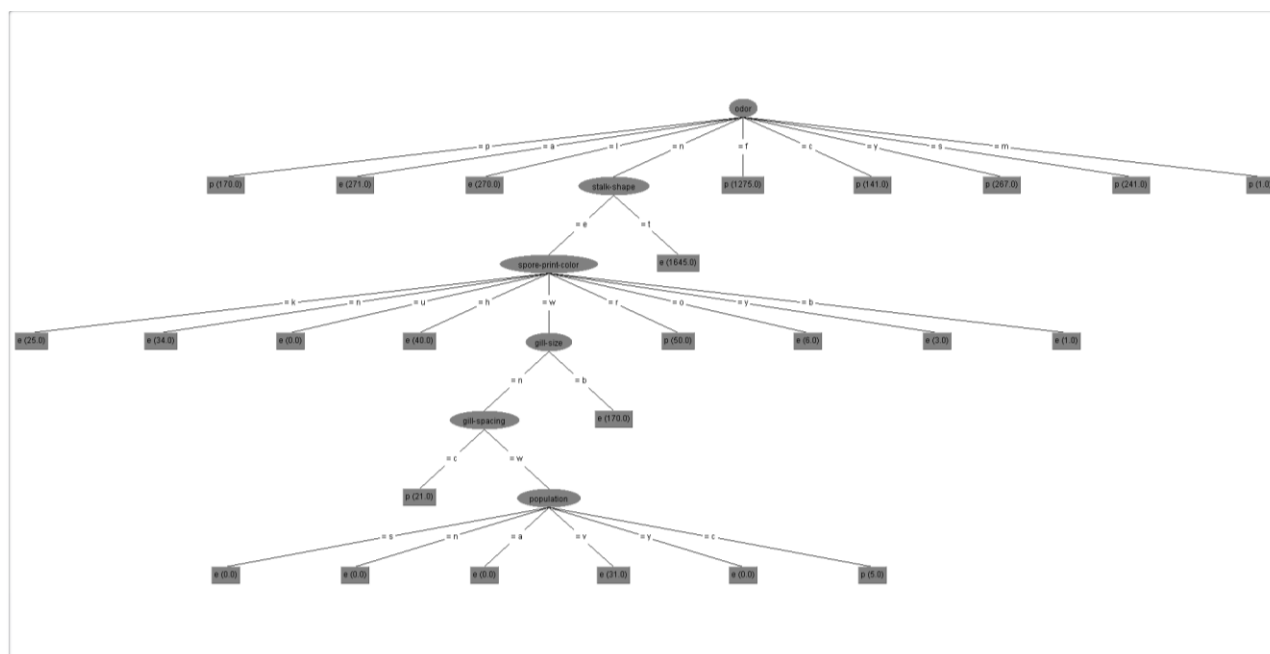 odor
= p = a = l = n = f = c = y = s = m
p (170.0) e (271.0) e (270.0) stalk-shape p (1275.0) p (141.0) p (267.0) p (241.0) p (1.0)
= e = t
spore-print-color e (1645.0)
= k = n = u = h = w = r = o = y = b
e (25.0) e (34.0) e (0.0) e (40.0) gill-size p (50.0) e (6.0) e (3.0) e (1.0)
= n = b
gill-spacing e (170.0)
= c = w
p (21.0) population
= s = n = a = v = y = c
e (0.0) e (0.0) e (0.0) e (31.0) e (0.0) p (5.0)